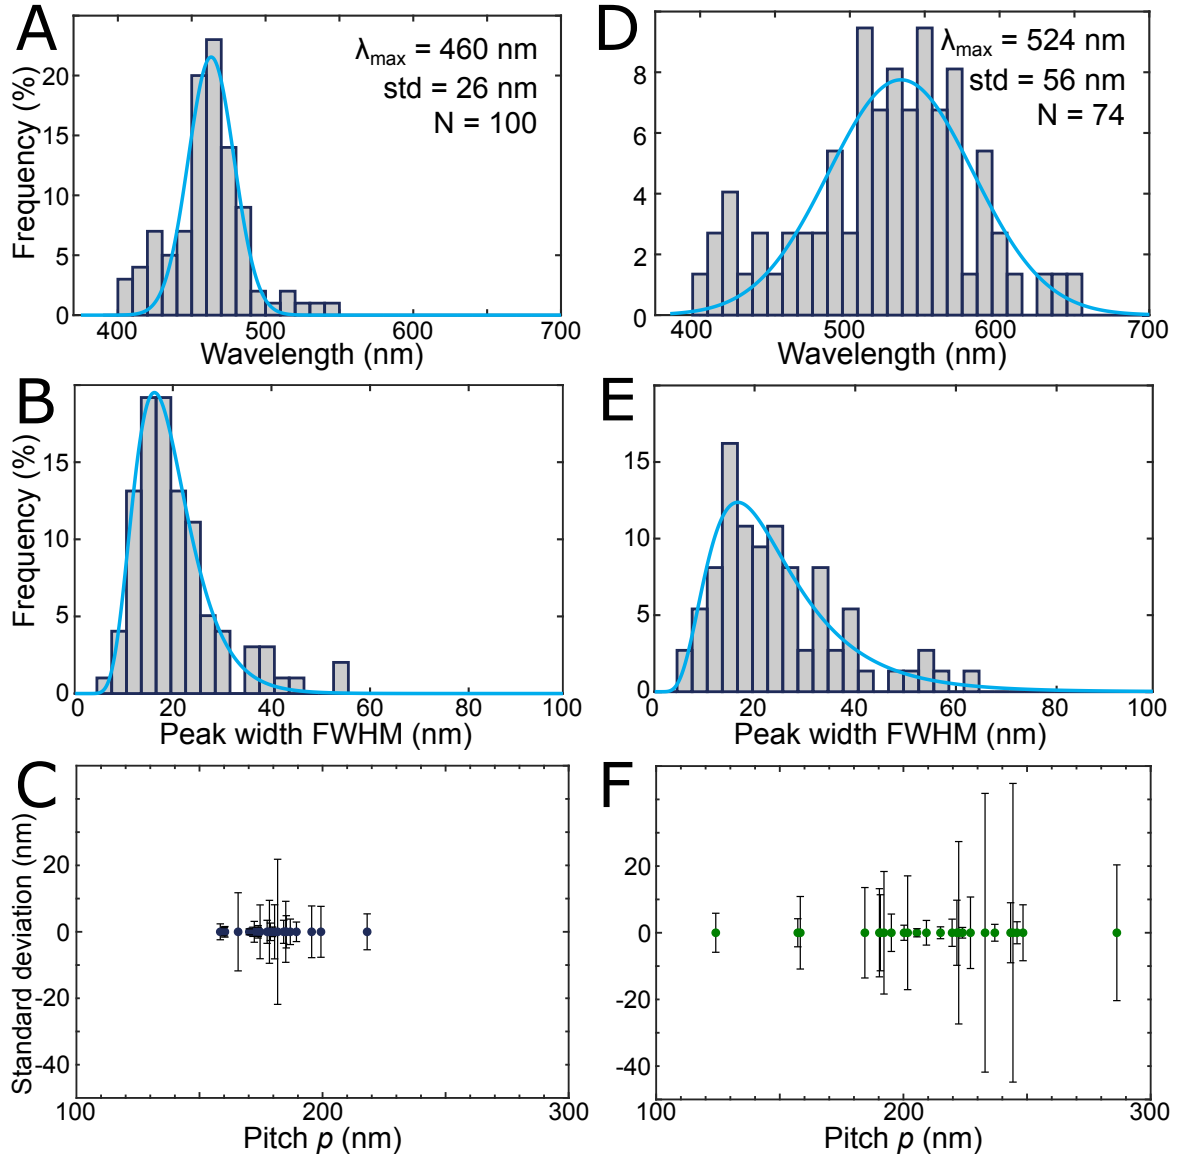 A
λmax = 460 nm
std = 26 nm
N = 100
Frequency (%)
20
15
10
5
0
400
500
600
700
Wavelength (nm)
D
λmax = 524 nm
std = 56 nm
N = 74
8
6
4
2
0
400
500
600
700
Wavelength (nm)
B
Frequency (%)
15
10
5
0
0
20
40
60
80
100
Peak width FWHM (nm)
E
15
10
5
0
0
20
40
60
80
100
Peak width FWHM (nm)
C
Standard deviation (nm)
20
0
-20
-40
100
200
300
Pitch p (nm)
F
20
0
-20
-40
100
200
300
Pitch p (nm)